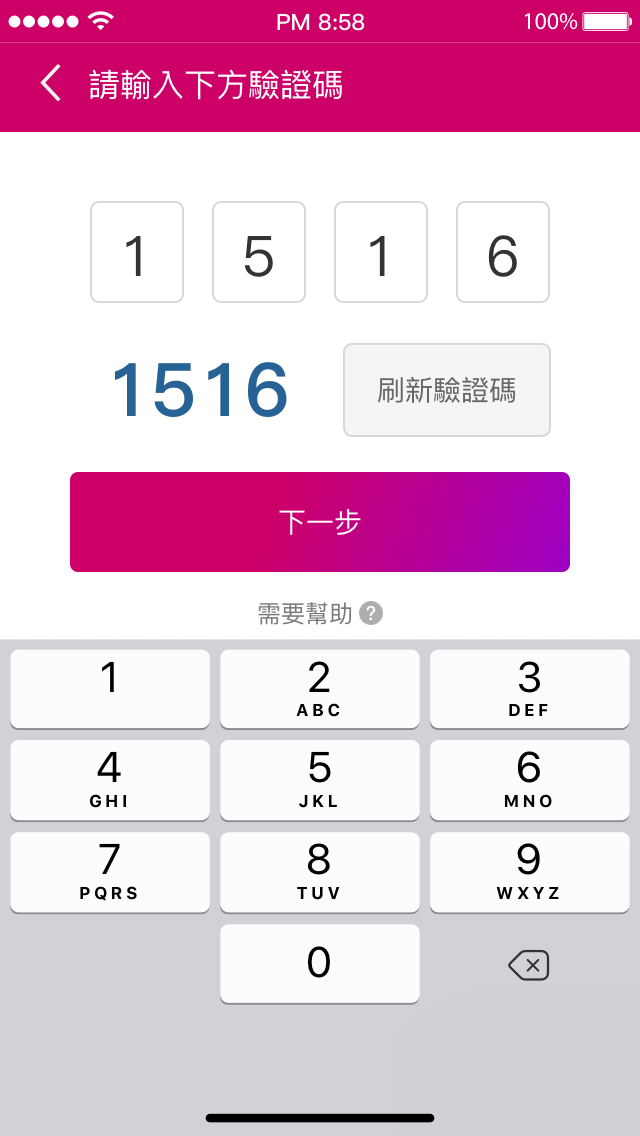 PM 8:58 100%
請輸入下方驗證碼
1 5 1 6
1516 刷新驗證碼
下一步
需要幫助 ?
1 2 3
ABC DEF
4 5 6
GHI JKL MNO
7 8 9
PQRS TUV WXYZ
0